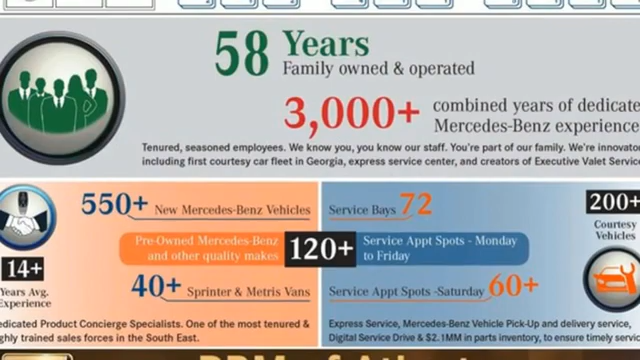 58 Years
Family owned & operated
3,000+ combined years of dedicate
Mercedes-Benz experience
Tenured, seasoned employees. We know you, you know our staff. You're part of our family. We're innovator
including first courtesy car fleet in Georgia, express service center, and creators of Executive Valet Service
550+ New Mercedes-Benz Vehicles
Service Bays 72
200+
Courtesy
Vehicles
Pre-Owned Mercedes-Benz
and other quality makes
120+
Service Appt Spots - Monday
to Friday
14+
Years Avg.
Experience
40+ Sprinter & Metris Vans
Service Appt Spots -Saturday 60+
edicated Product Concierge Specialists. One of the most tenured &
ghly trained sales forces in the South East.
Express Service, Mercedes-Benz Vehicle Pick-Up and delivery service,
Digital Service Drive & $2.1MM in parts inventory, to ensure timely servic